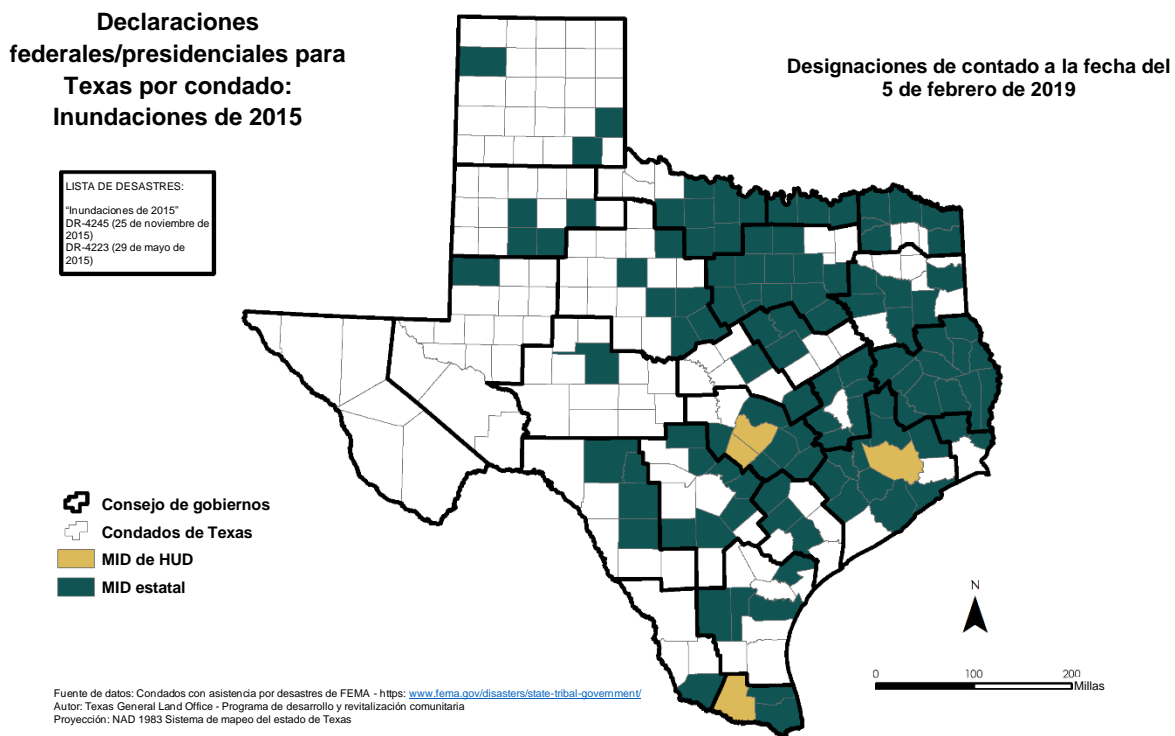 Declaraciones
federales/presidenciales para
Texas por condado:
Inundaciones de 2015
Designaciones de contado a la fecha del
5 de febrero de 2019
LISTA DE DESASTRES:
"Inundaciones de 2015"
DR-4245 (25 de noviembre de
2015)
DR-4223 (29 de mayo de
2015)
Consejo de gobiernos
Condados de Texas
MID de HUD
MID estatal
N
0 100 200
Millas
Fuente de datos: Condados con asistencia por desastres de FEMA - https: www.fema.gov/disasters/state-tribal-government/
Autor: Texas General Land Office - Programa de desarrollo y revitalización comunitaria
Proyección: NAD 1983 Sistema de mapeo del estado de Texas